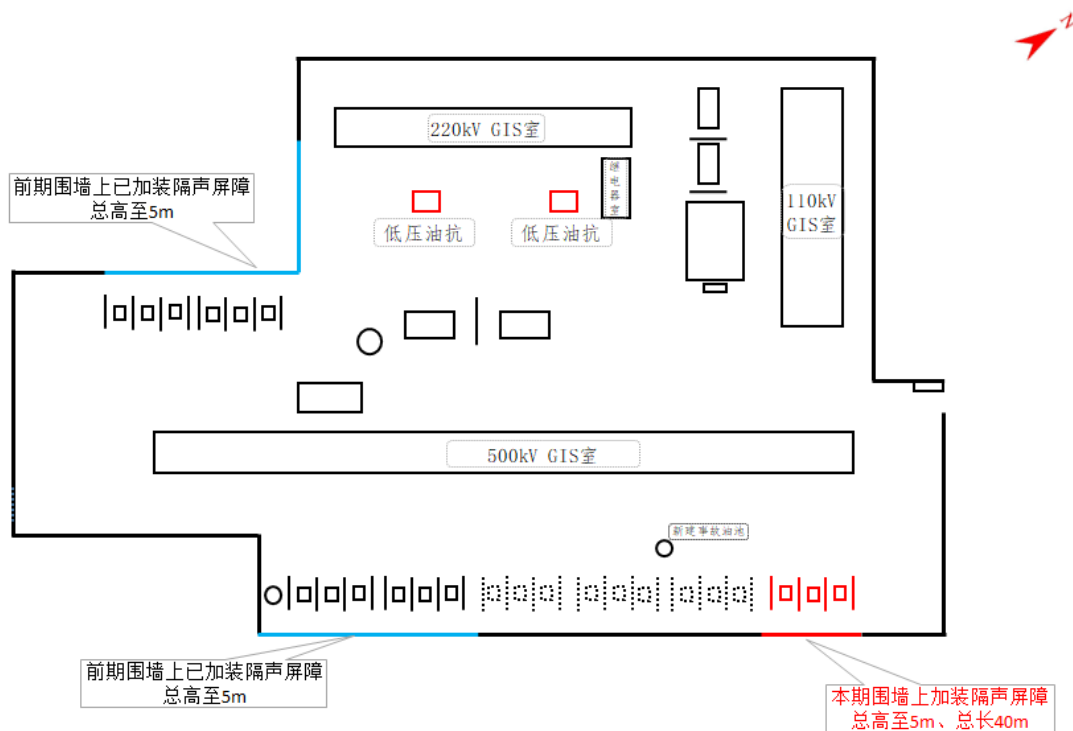 N
220kV GIS室
继电器室
前期围墙上已加装隔声屏障
总高至5m
110kV
GIS室
低压油抗
低压油抗
500kV GIS室
新建事故油池
前期围墙上已加装隔声屏障
总高至5m
本期围墙上加装隔声屏障
总高至5m、总长40m